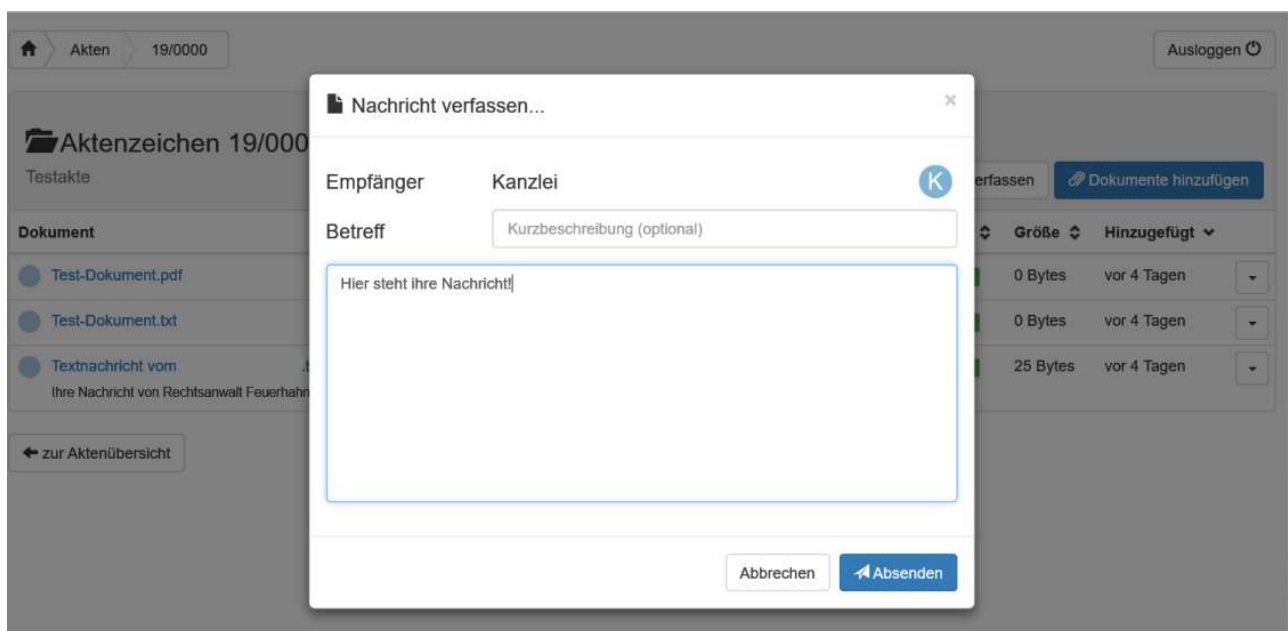 Akten 19/0000 Ausloggen
Nachricht verfassen... ×
Aktenzeichen 19/000
Testakte
Empfänger Kanzlei K
erfassen Dokumente hinzufügen
Betreff Kurzbeschreibung (optional)
Dokument Größe Hinzugefügt
Hier steht ihre Nachricht!
Test-Dokument.pdf 0 Bytes vor 4 Tagen
Test-Dokument.txt 0 Bytes vor 4 Tagen
Textnachricht vom .t 25 Bytes vor 4 Tagen
Ihre Nachricht von Rechtsanwalt Feuerhahn
zur Aktenübersicht
Abbrechen Absenden